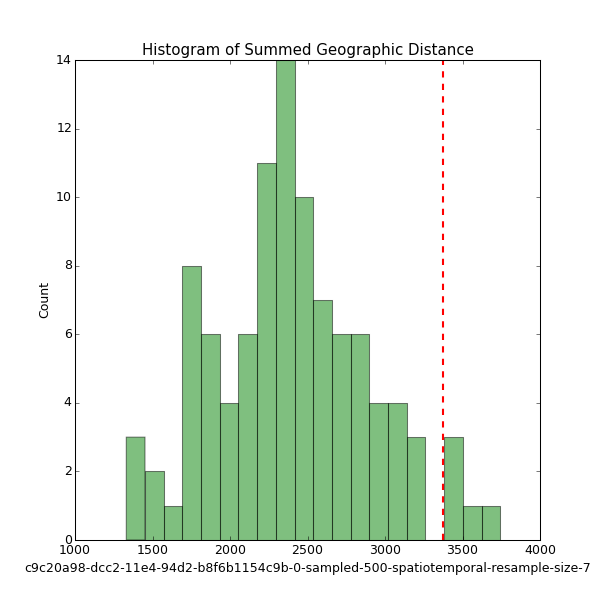 Histogram of Summed Geographic Distance
14
12
10
8
6
4
2
0
Count
1000 1500 2000 2500 3000 3500 4000
c9c20a98-dcc2-11e4-94d2-b8f6b1154c9b-0-sampled-500-spatiotemporal-resample-size-7